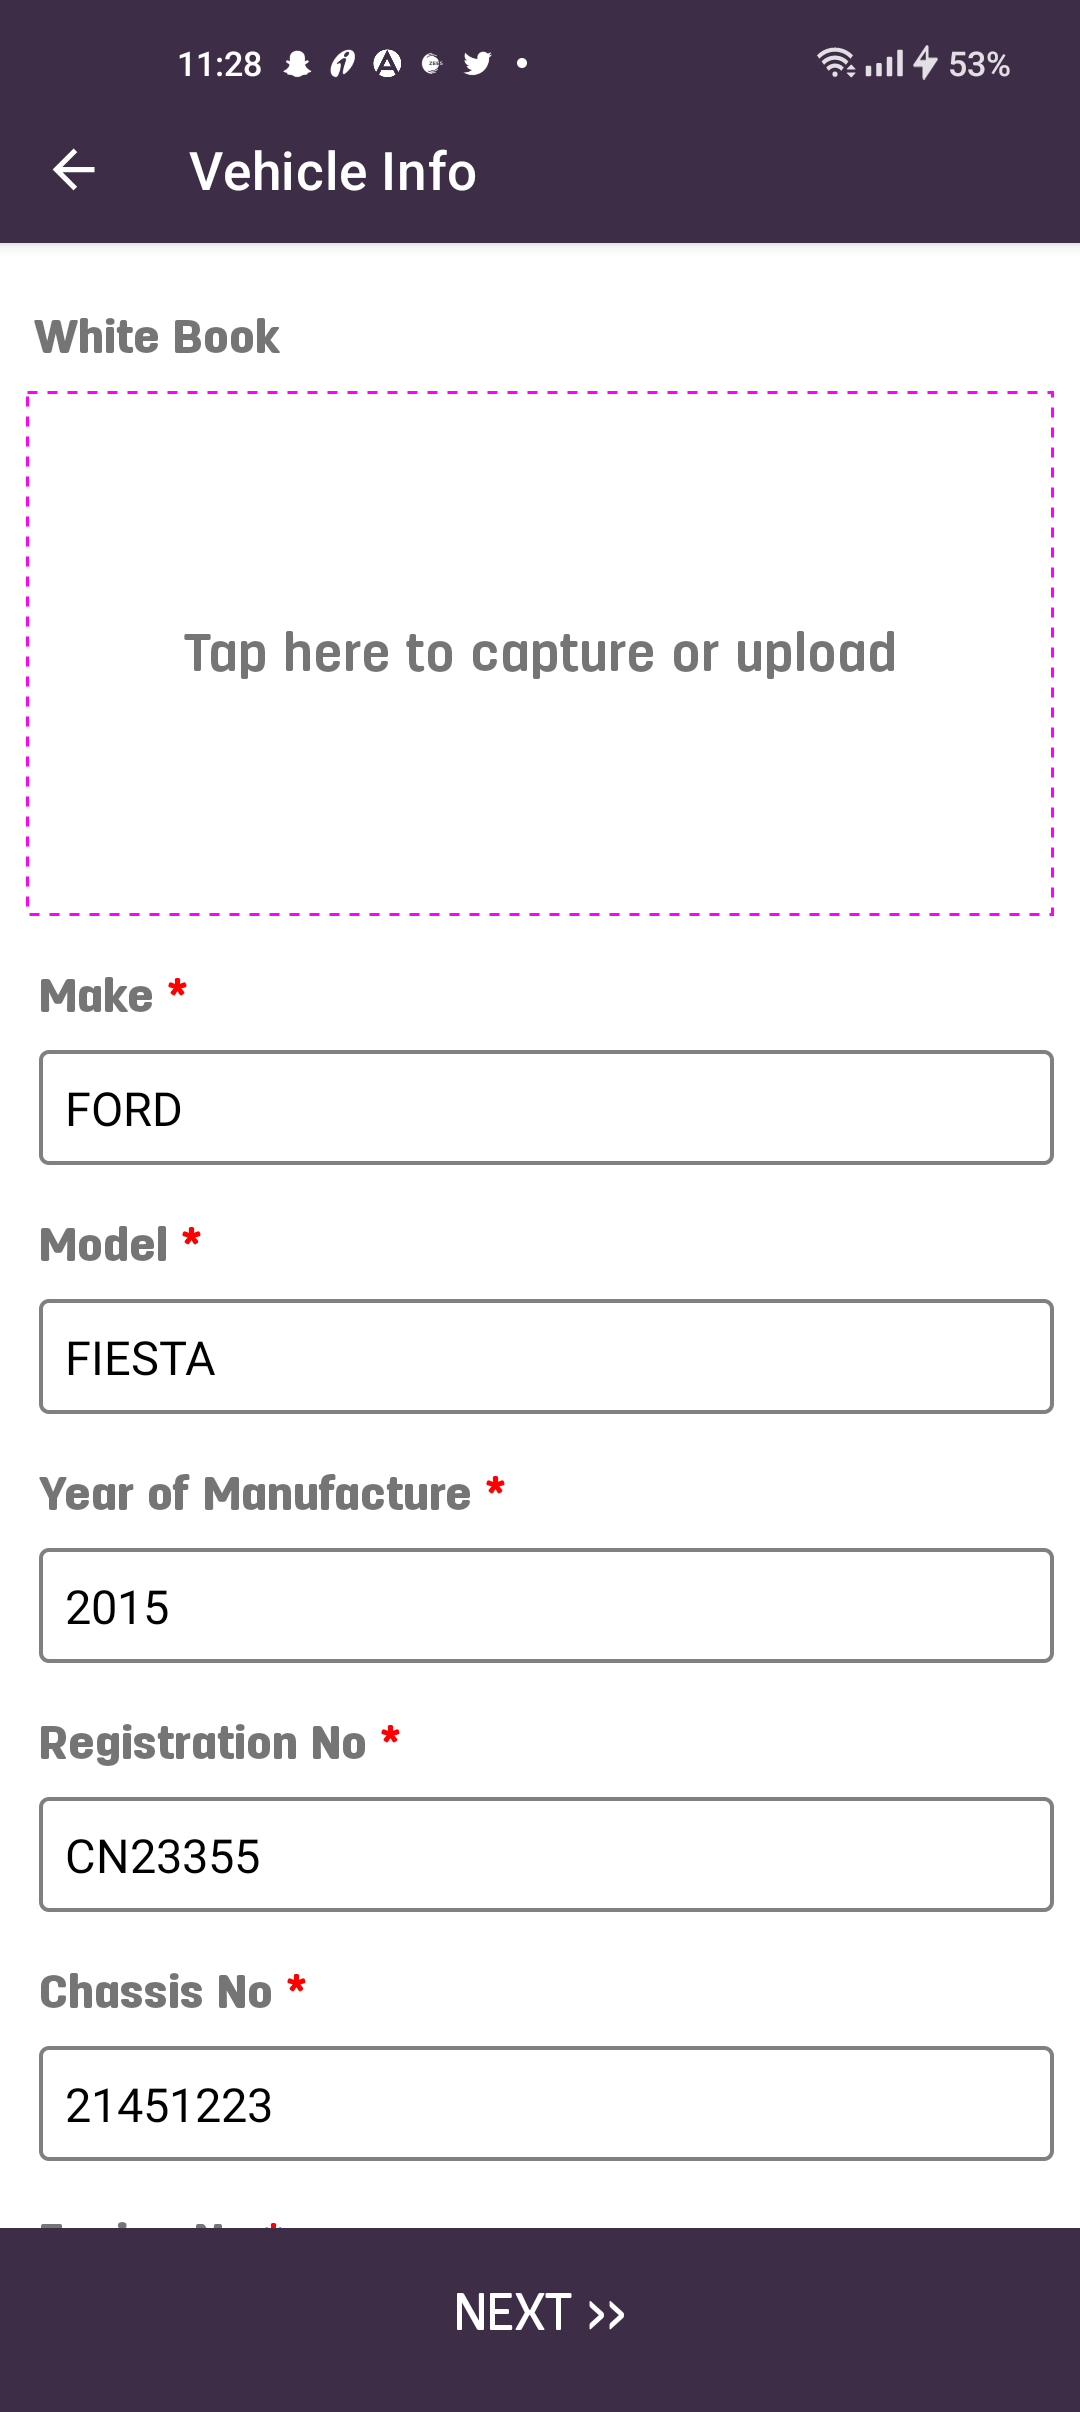 11:28
53%
Vehicle Info
White Book
Tap here to capture or upload
Make *
FORD
Model *
FIESTA
Year of Manufacture *
2015
Registration No *
CN23355
Chassis No *
21451223
NEXT >>